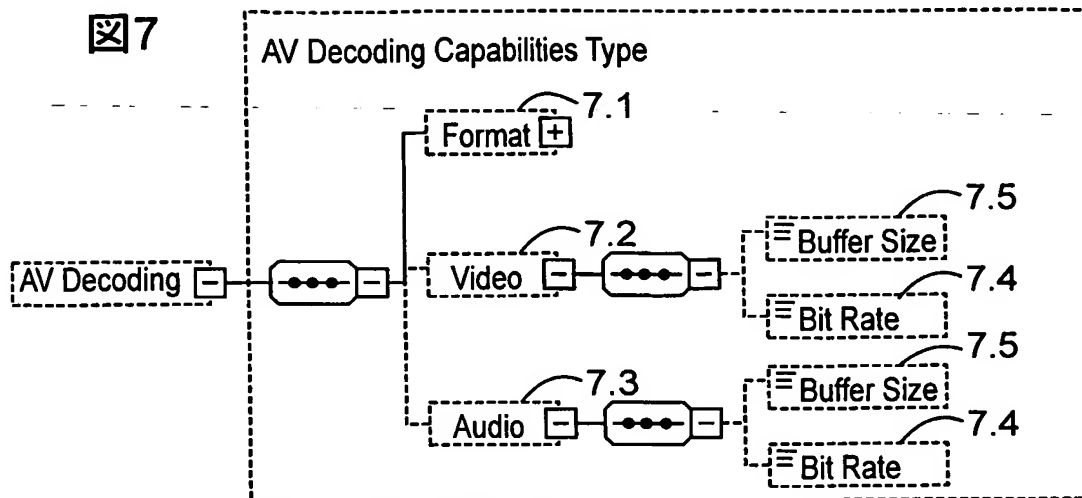 図7
AV Decoding Capabilities Type
7.1
Format
7.5
Buffer Size
7.2
AV Decoding
Video
7.4
Bit Rate
7.5
Buffer Size
7.3
Audio
7.4
Bit Rate